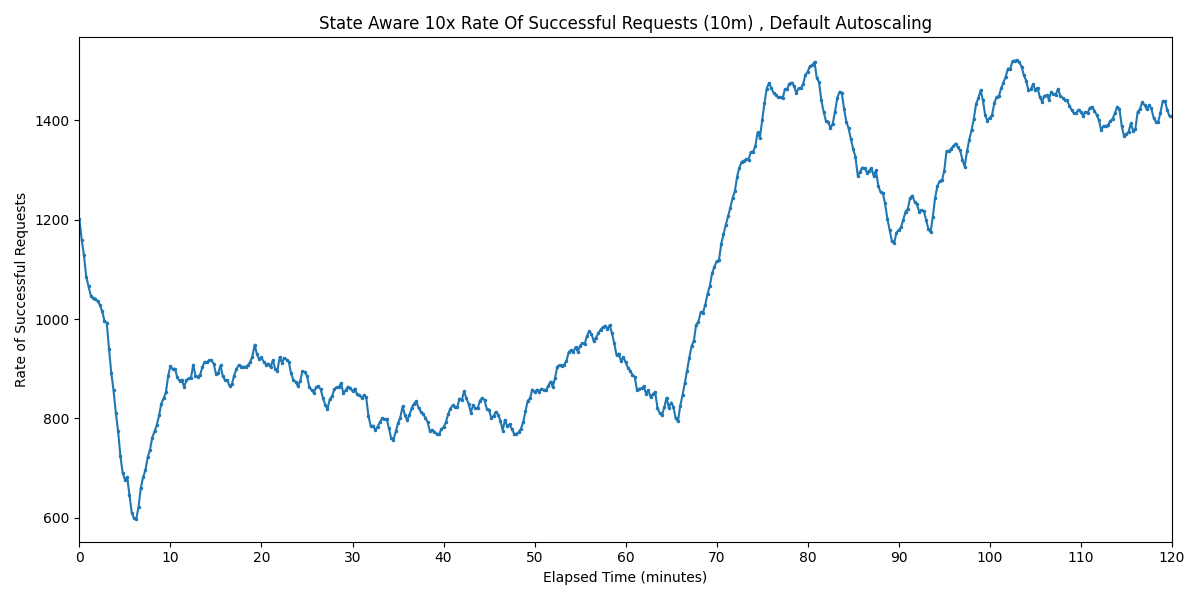 State Aware 10x Rate Of Successful Requests (10m) , Default Autoscaling
Rate of Successful Requests
1400
1200
1000
800
600
0 10 20 30 40 50 60 70 80 90 100 110 120
Elapsed Time (minutes)